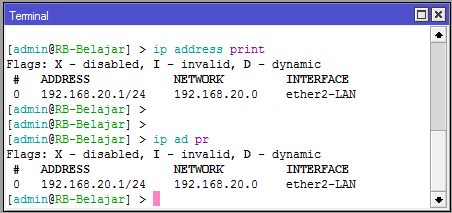 Terminal
[admin@RB-Belajar] > ip address print
Flags: X - disabled, I - invalid, D - dynamic
 #   ADDRESS            NETWORK         INTERFACE
 0   192.168.20.1/24    192.168.20.0    ether2-LAN
[admin@RB-Belajar] >
[admin@RB-Belajar] >
[admin@RB-Belajar] > ip ad pr
Flags: X - disabled, I - invalid, D - dynamic
 #   ADDRESS            NETWORK         INTERFACE
 0   192.168.20.1/24    192.168.20.0    ether2-LAN
[admin@RB-Belajar] >